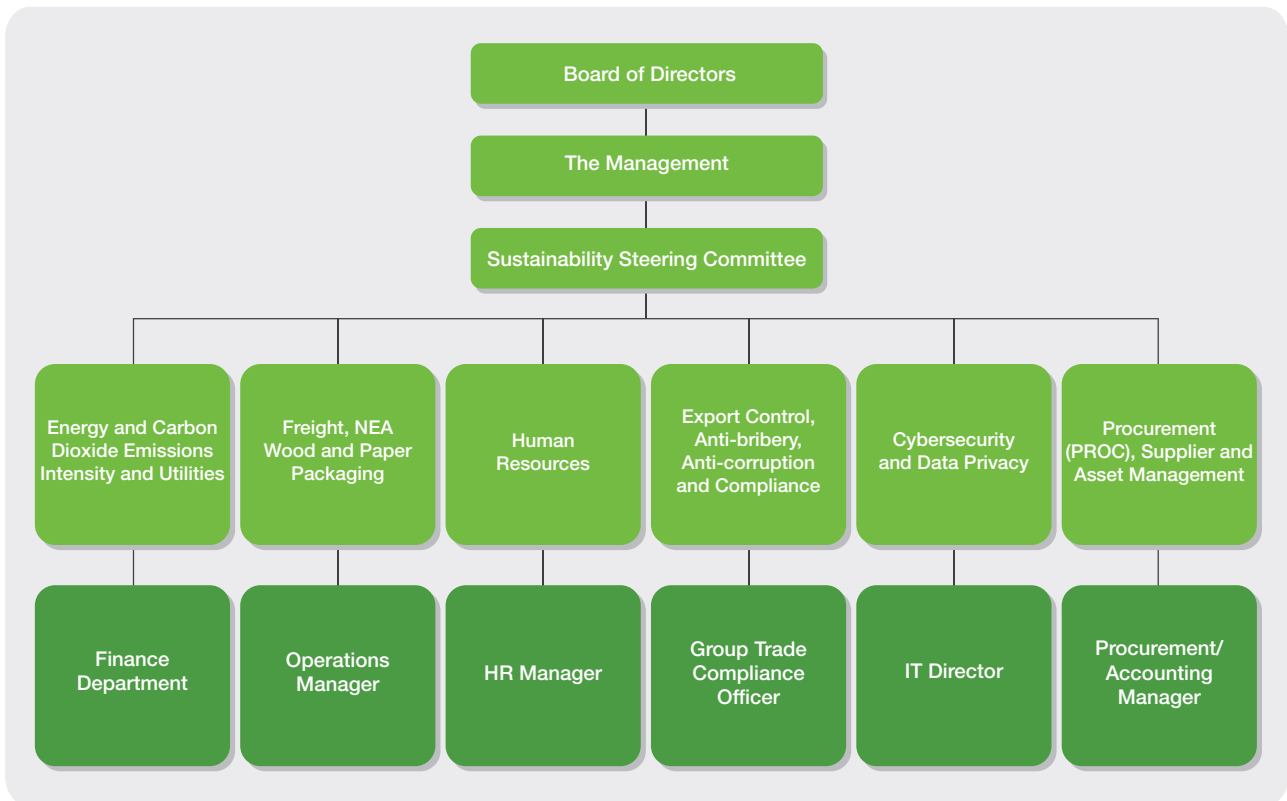 Board of Directors
The Management
Sustainability Steering Committee
Energy and Carbon
Dioxide Emissions
Intensity and Utilities
Freight, NEA
Wood and Paper
Packaging
Human
Resources
Export Control,
Anti-bribery,
Anti-corruption
and Compliance
Cybersecurity
and Data Privacy
Procurement
(PROC), Supplier and
Asset Management
Finance
Department
Operations
Manager
HR Manager
Group Trade
Compliance
Officer
IT Director
Procurement/
Accounting
Manager